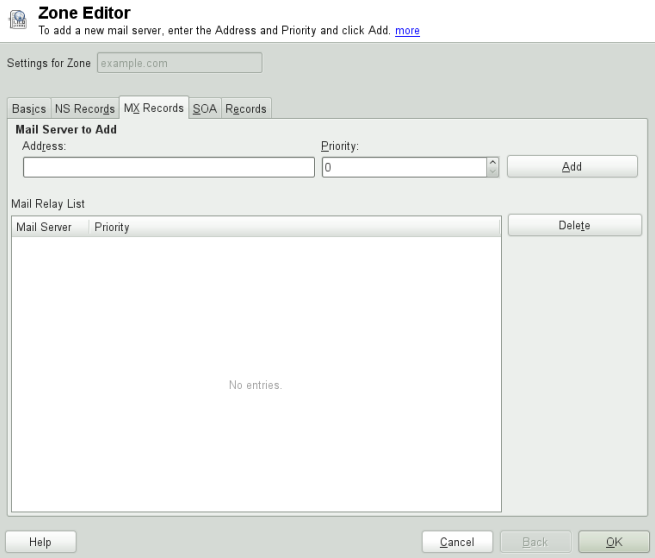 Zone Editor
To add a new mail server, enter the Address and Priority and click Add. more
Settings for Zone example.com
Basics NS Records MX Records SOA Records
Mail Server to Add
Address: Priority:
0 Add
Mail Relay List
Mail Server Priority Delete
No entries.
Help Cancel Back OK